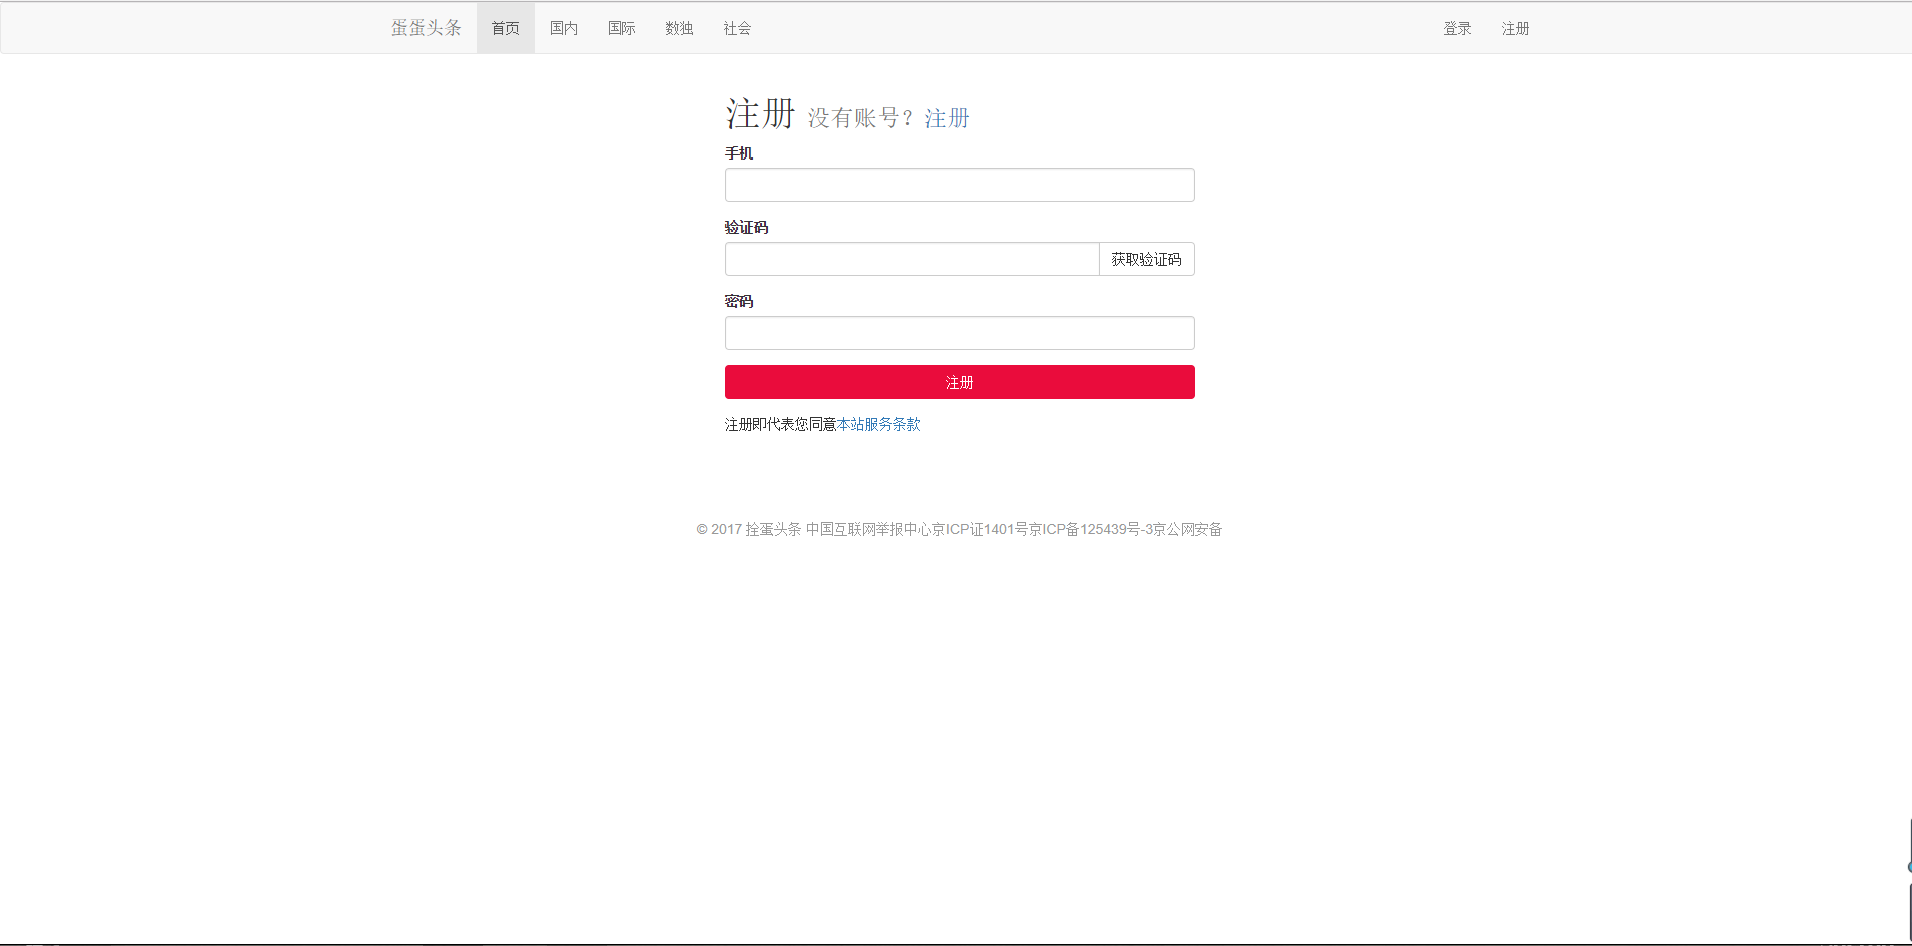 蛋蛋头条 首页 国内 国际 数独 社会 登录 注册
注册 没有账号？注册
手机
验证码
获取验证码
密码
注册
注册即代表您同意本站服务条款
© 2017 拴蛋头条 中国互联网举报中心京ICP证1401号京ICP备125439号-3京公网安备